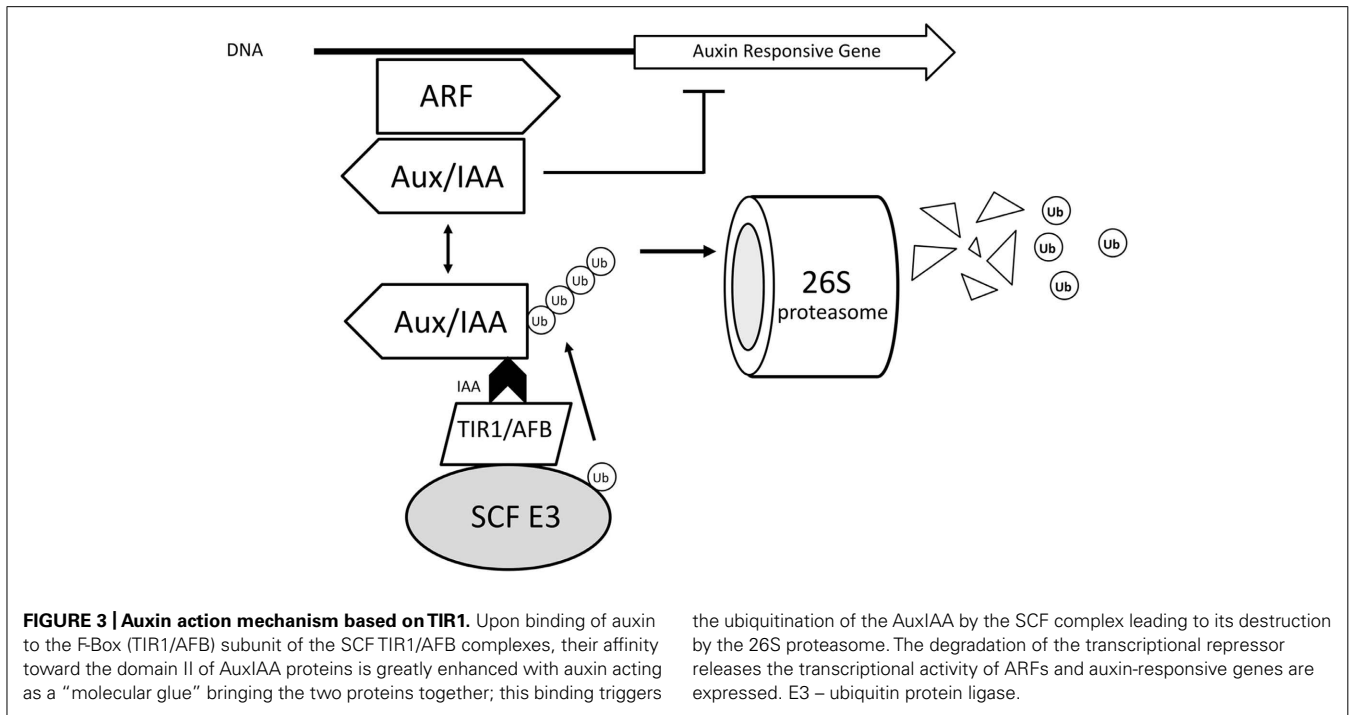 DNA
Auxin Responsive Gene
ARF
Aux/IAA
Aux/IAA
Ub
Ub
Ub
Ub
26S
proteasome
Ub
Ub
Ub
Ub
IAA
TIR1/AFB
Ub
SCF E3
FIGURE 3 | Auxin action mechanism based on TIR1. Upon binding of auxin
to the F-Box (TIR1/AFB) subunit of the SCF TIR1/AFB complexes, their affinity
toward the domain II of AuxIAA proteins is greatly enhanced with auxin acting
as a “molecular glue” bringing the two proteins together; this binding triggers
the ubiquitination of the AuxIAA by the SCF complex leading to its destruction
by the 26S proteasome. The degradation of the transcriptional repressor
releases the transcriptional activity of ARFs and auxin-responsive genes are
expressed. E3 – ubiquitin protein ligase.